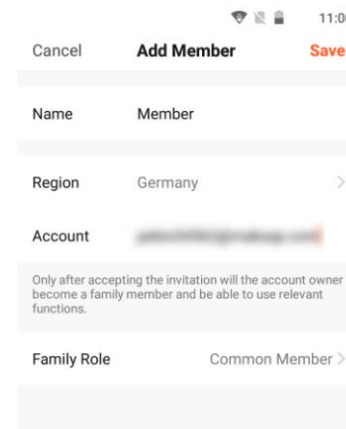 11:0
Cancel Add Member Save
Name Member
Region Germany
Account
Only after accepting the invitation will the account owner
become a family member and be able to use relevant
functions.
Family Role Common Member